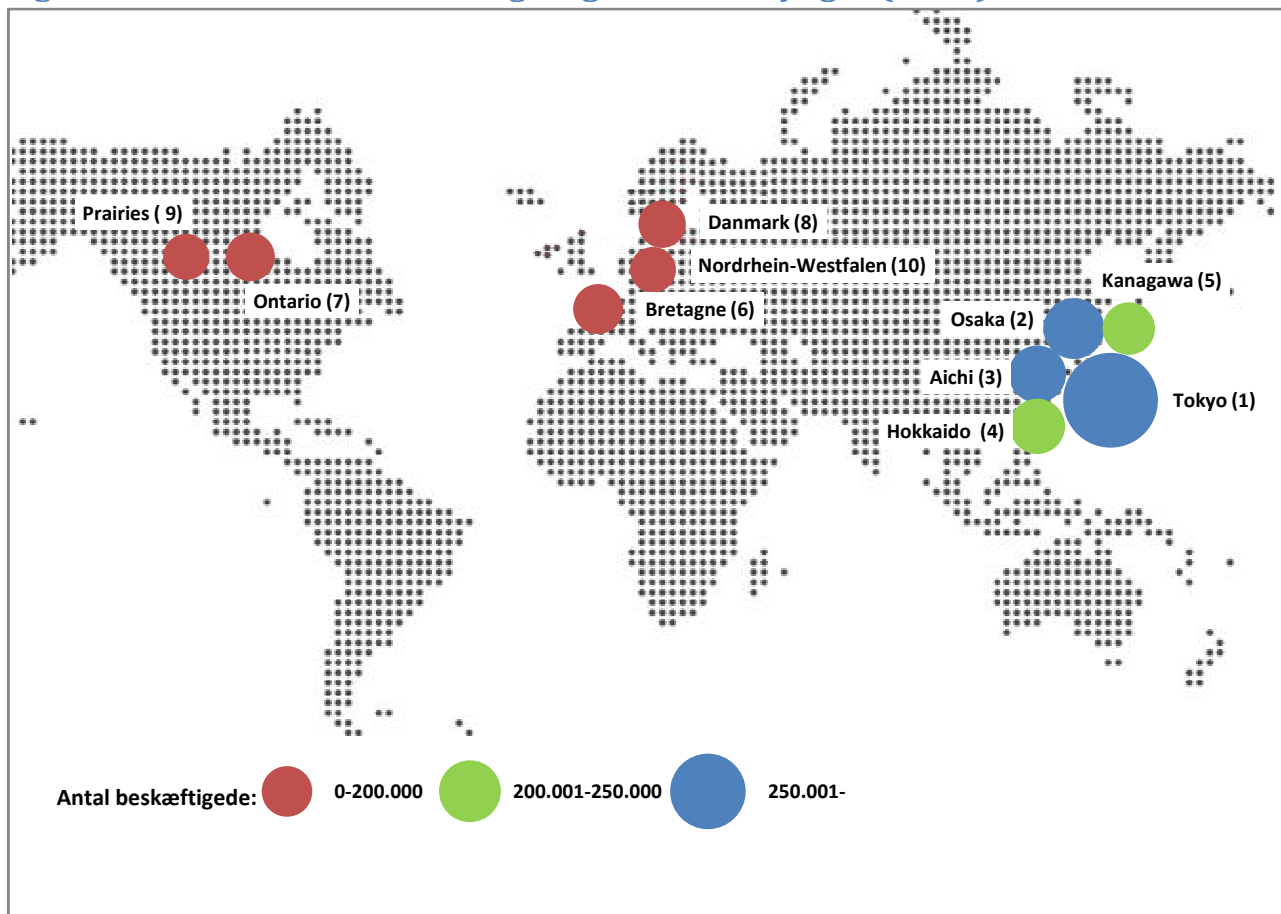 Prairies ( 9)
Ontario (7)
Danmark (8)
Nordrhein-Westfalen (10)
Bretagne (6)
Kanagawa (5)
Osaka (2)
Aichi (3)
Tokyo (1)
Hokkaido (4)
Antal beskæftigede: 0-200.000 200.001-250.000 250.001-